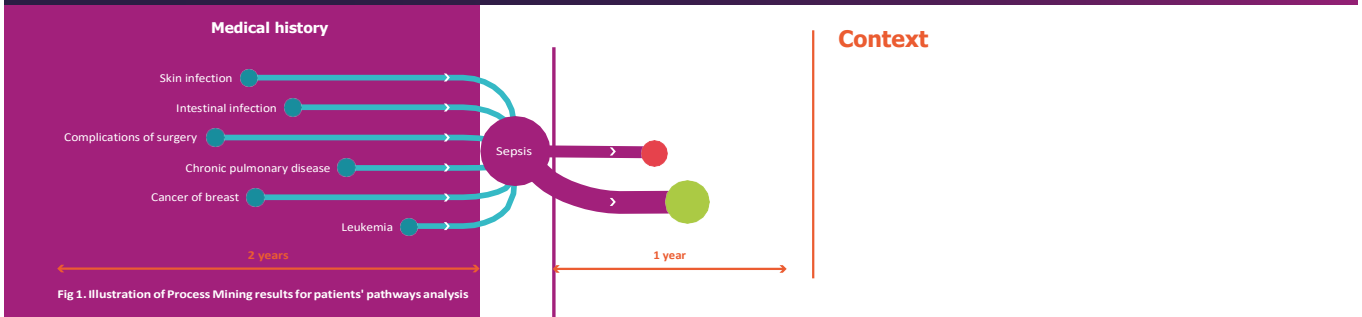 Medical history
Skin infection
Intestinal infection
Complications of surgery
Chronic pulmonary disease
Cancer of breast
Leukemia
Sepsis
2 years
1 year
Fig 1. Illustration of Process Mining results for patients' pathways analysis
Context